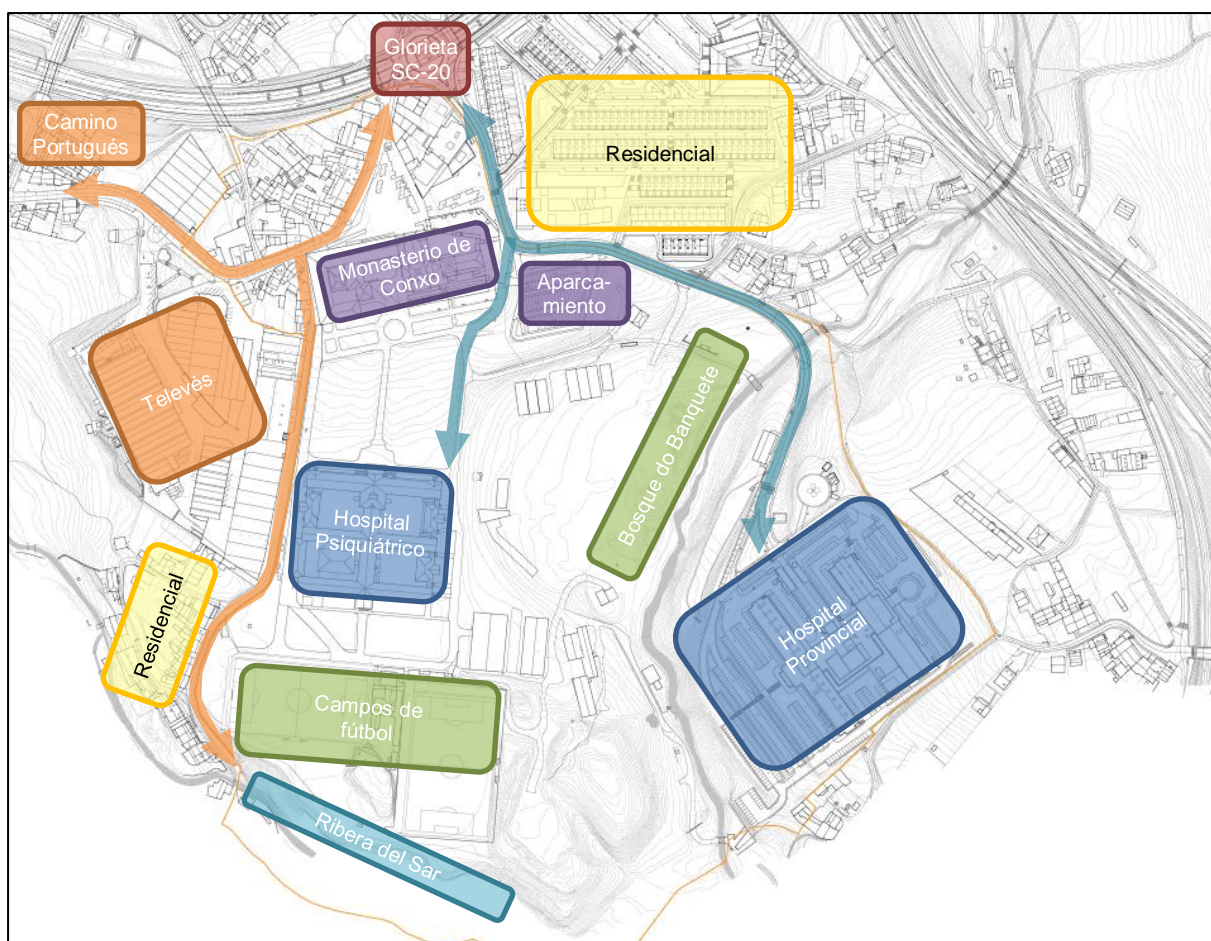 Glorieta
SC-20
Camino
Portugués
Residencial
Monasterio de
Conxo
Aparca-
miento
Televés
Bosque do Banquete
Hospital
Psiquiátrico
Residencial
Hospital
Provincial
Campos de
fútbol
Ribera del Sar